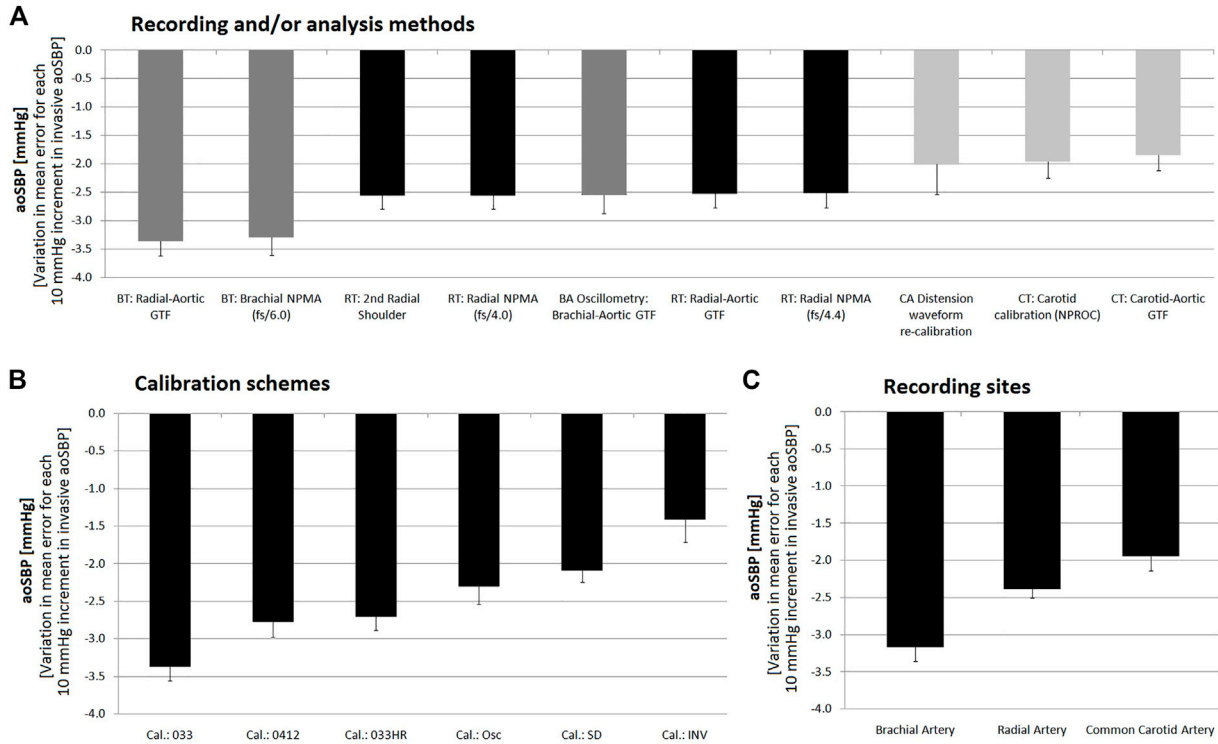 A
Recording and/or analysis methods
aoSBP [mmHg]
[Variation in mean error for each
10 mmHg increment in invasive aoSBP]
0.0
-0.5
-1.0
-1.5
-2.0
-2.5
-3.0
-3.5
-4.0
BT: Radial-Aortic
GTF
BT: Brachial NPMA
(fs/6.0)
RT: 2nd Radial
Shoulder
RT: Radial NPMA
(fs/4.0)
BA Oscillometry:
Brachial-Aortic GTF
RT: Radial-Aortic
GTF
RT: Radial NPMA
(fs/4.4)
CA Distension
waveform
re-calibration
CT: Carotid
calibration (NPROC)
CT: Carotid-Aortic
GTF
B
Calibration schemes
aoSBP [mmHg]
[Variation in mean error for each
10 mmHg increment in invasive aoSBP]
0.0
-0.5
-1.0
-1.5
-2.0
-2.5
-3.0
-3.5
-4.0
Cal.: 033
Cal.: 0412
Cal.: 033HR
Cal.: Osc
Cal.: SD
Cal.: INV
C
Recording sites
aoSBP [mmHg]
[Variation in mean error for each
10 mmHg increment in invasive aoSBP]
0.0
-0.5
-1.0
-1.5
-2.0
-2.5
-3.0
-3.5
-4.0
Brachial Artery
Radial Artery
Common Carotid Artery